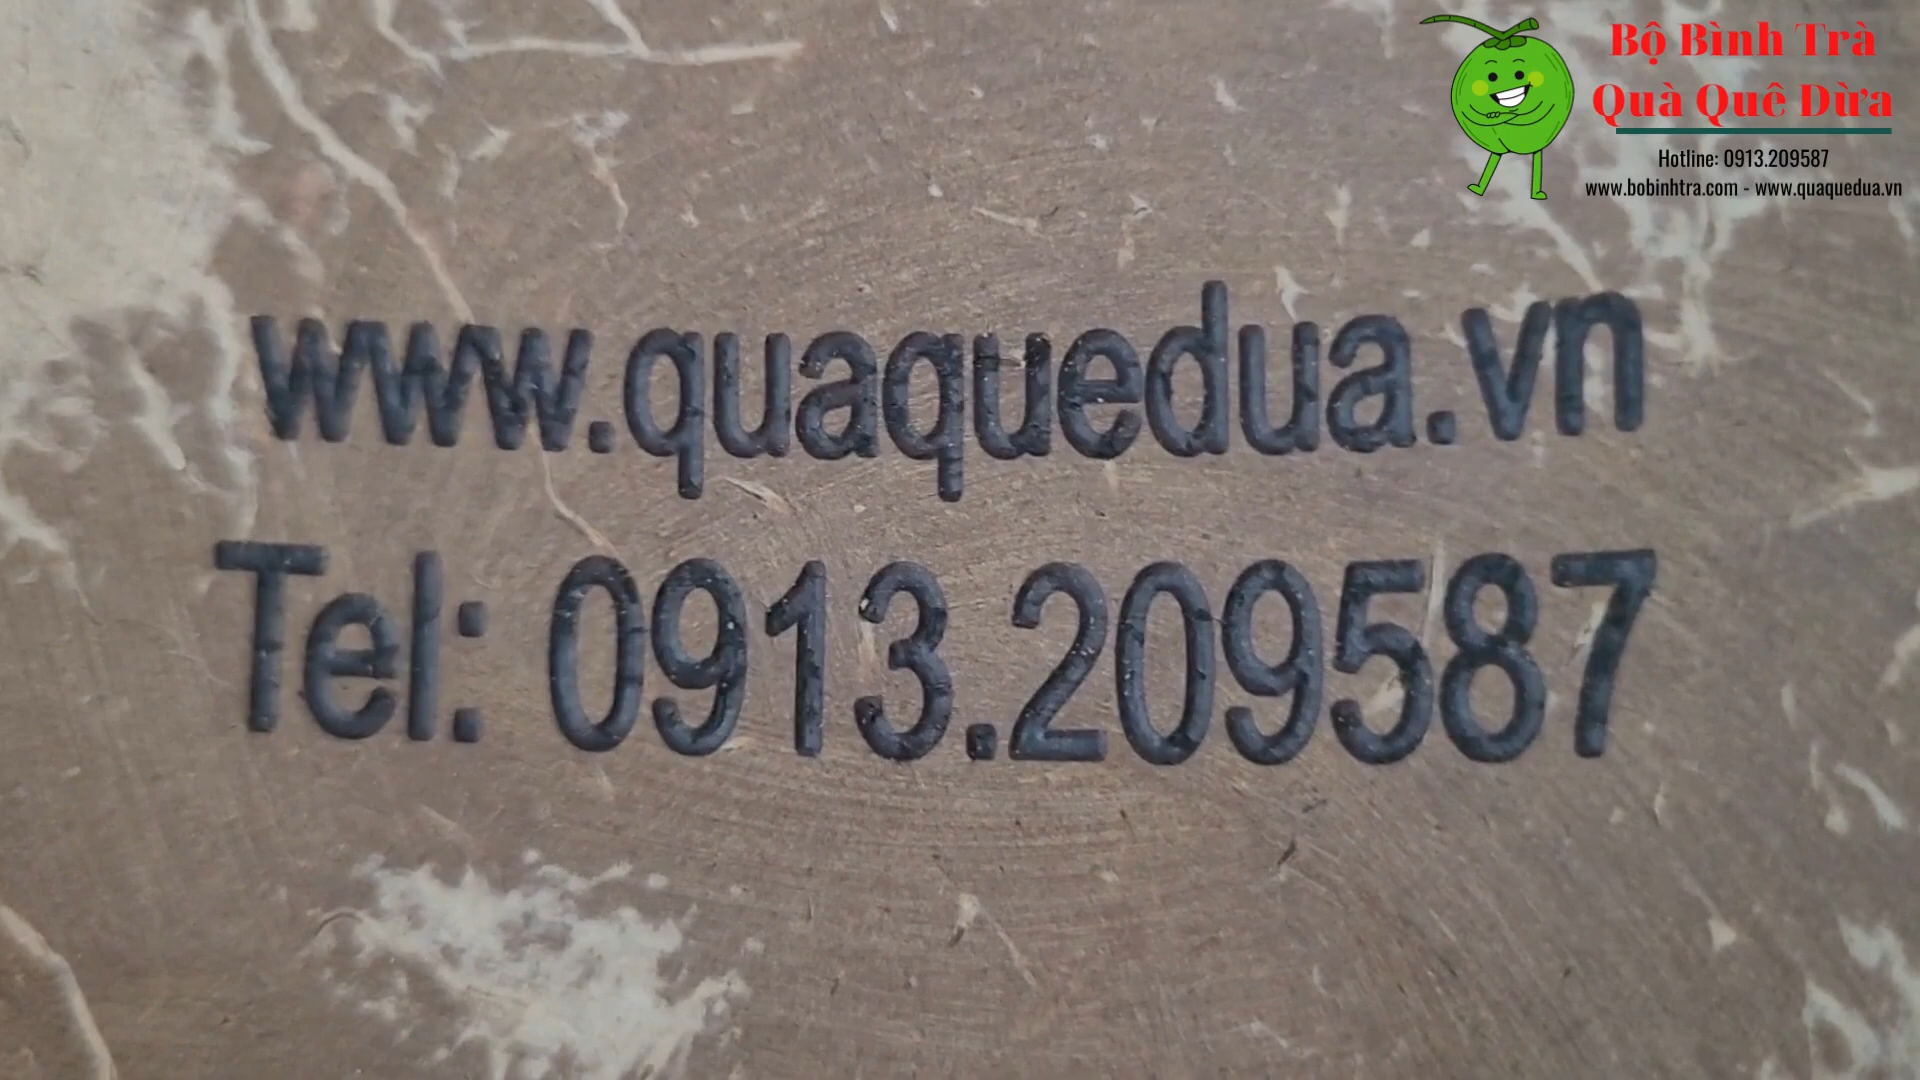 Bộ Bình Trà
Quà Quê Dừa
Hotline: 0913.209587
www.bobinhtra.com - www.quaquedua.vn
www.quaquedua.vn
Tel: 0913.209587